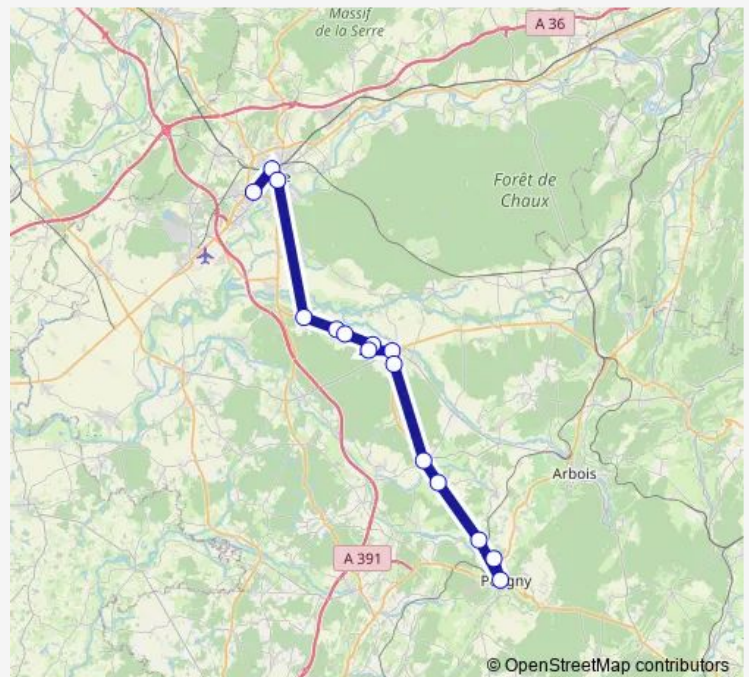 Massif
de la Serre
A 36
Forêt de
Chaux
Arbois
A 391
© OpenStreetMap contributors